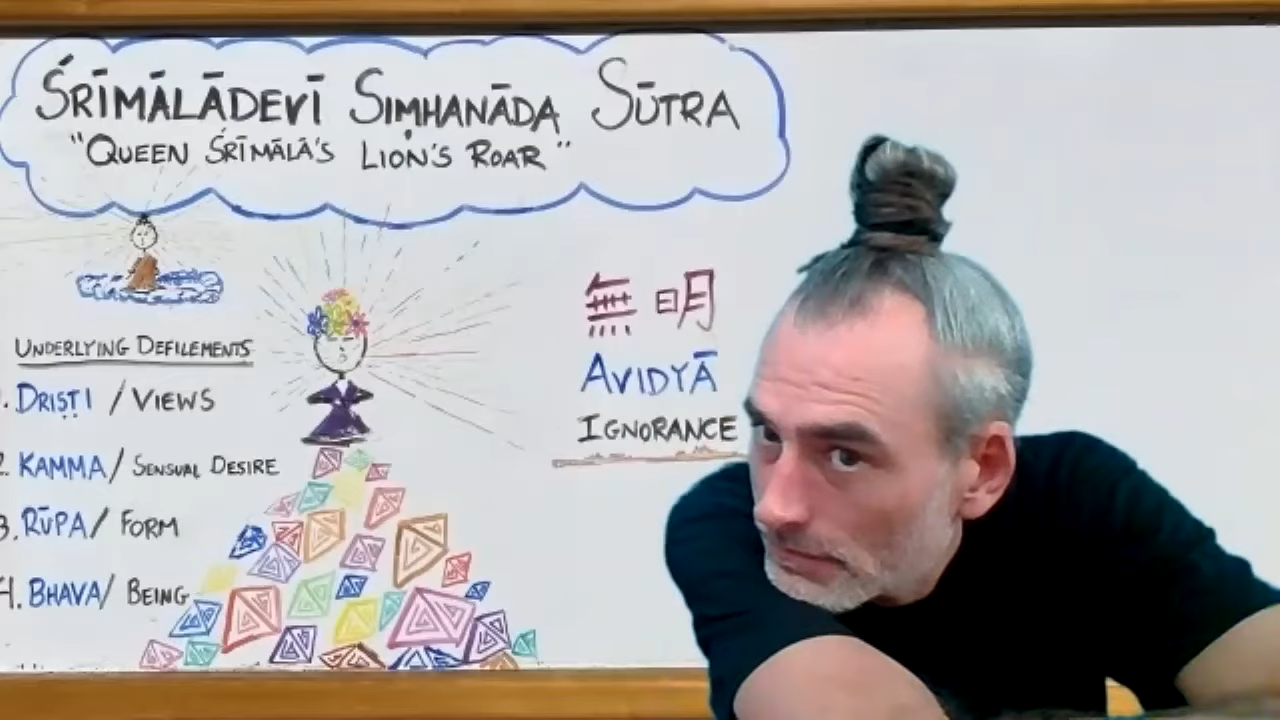 ŚRĪMĀLĀDEVĪ SIṂHANĀDA SŪTRA
"QUEEN ŚRĪMĀLĀ'S LION'S ROAR"
UNDERLYING DEFILEMENTS
. DRIṢṬI / VIEWS
2. KAMMA / SENSUAL DESIRE
3. RŪPA / FORM
4. BHAVA / BEING
無明
AVIDYĀ
IGNORANCE